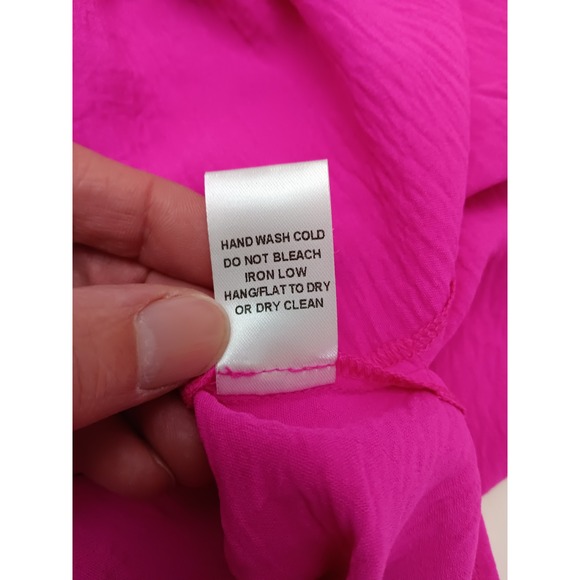 HAND WASH COLD
DO NOT BLEACH
IRON LOW
HANG/FLAT TO DRY
OR DRY CLEAN